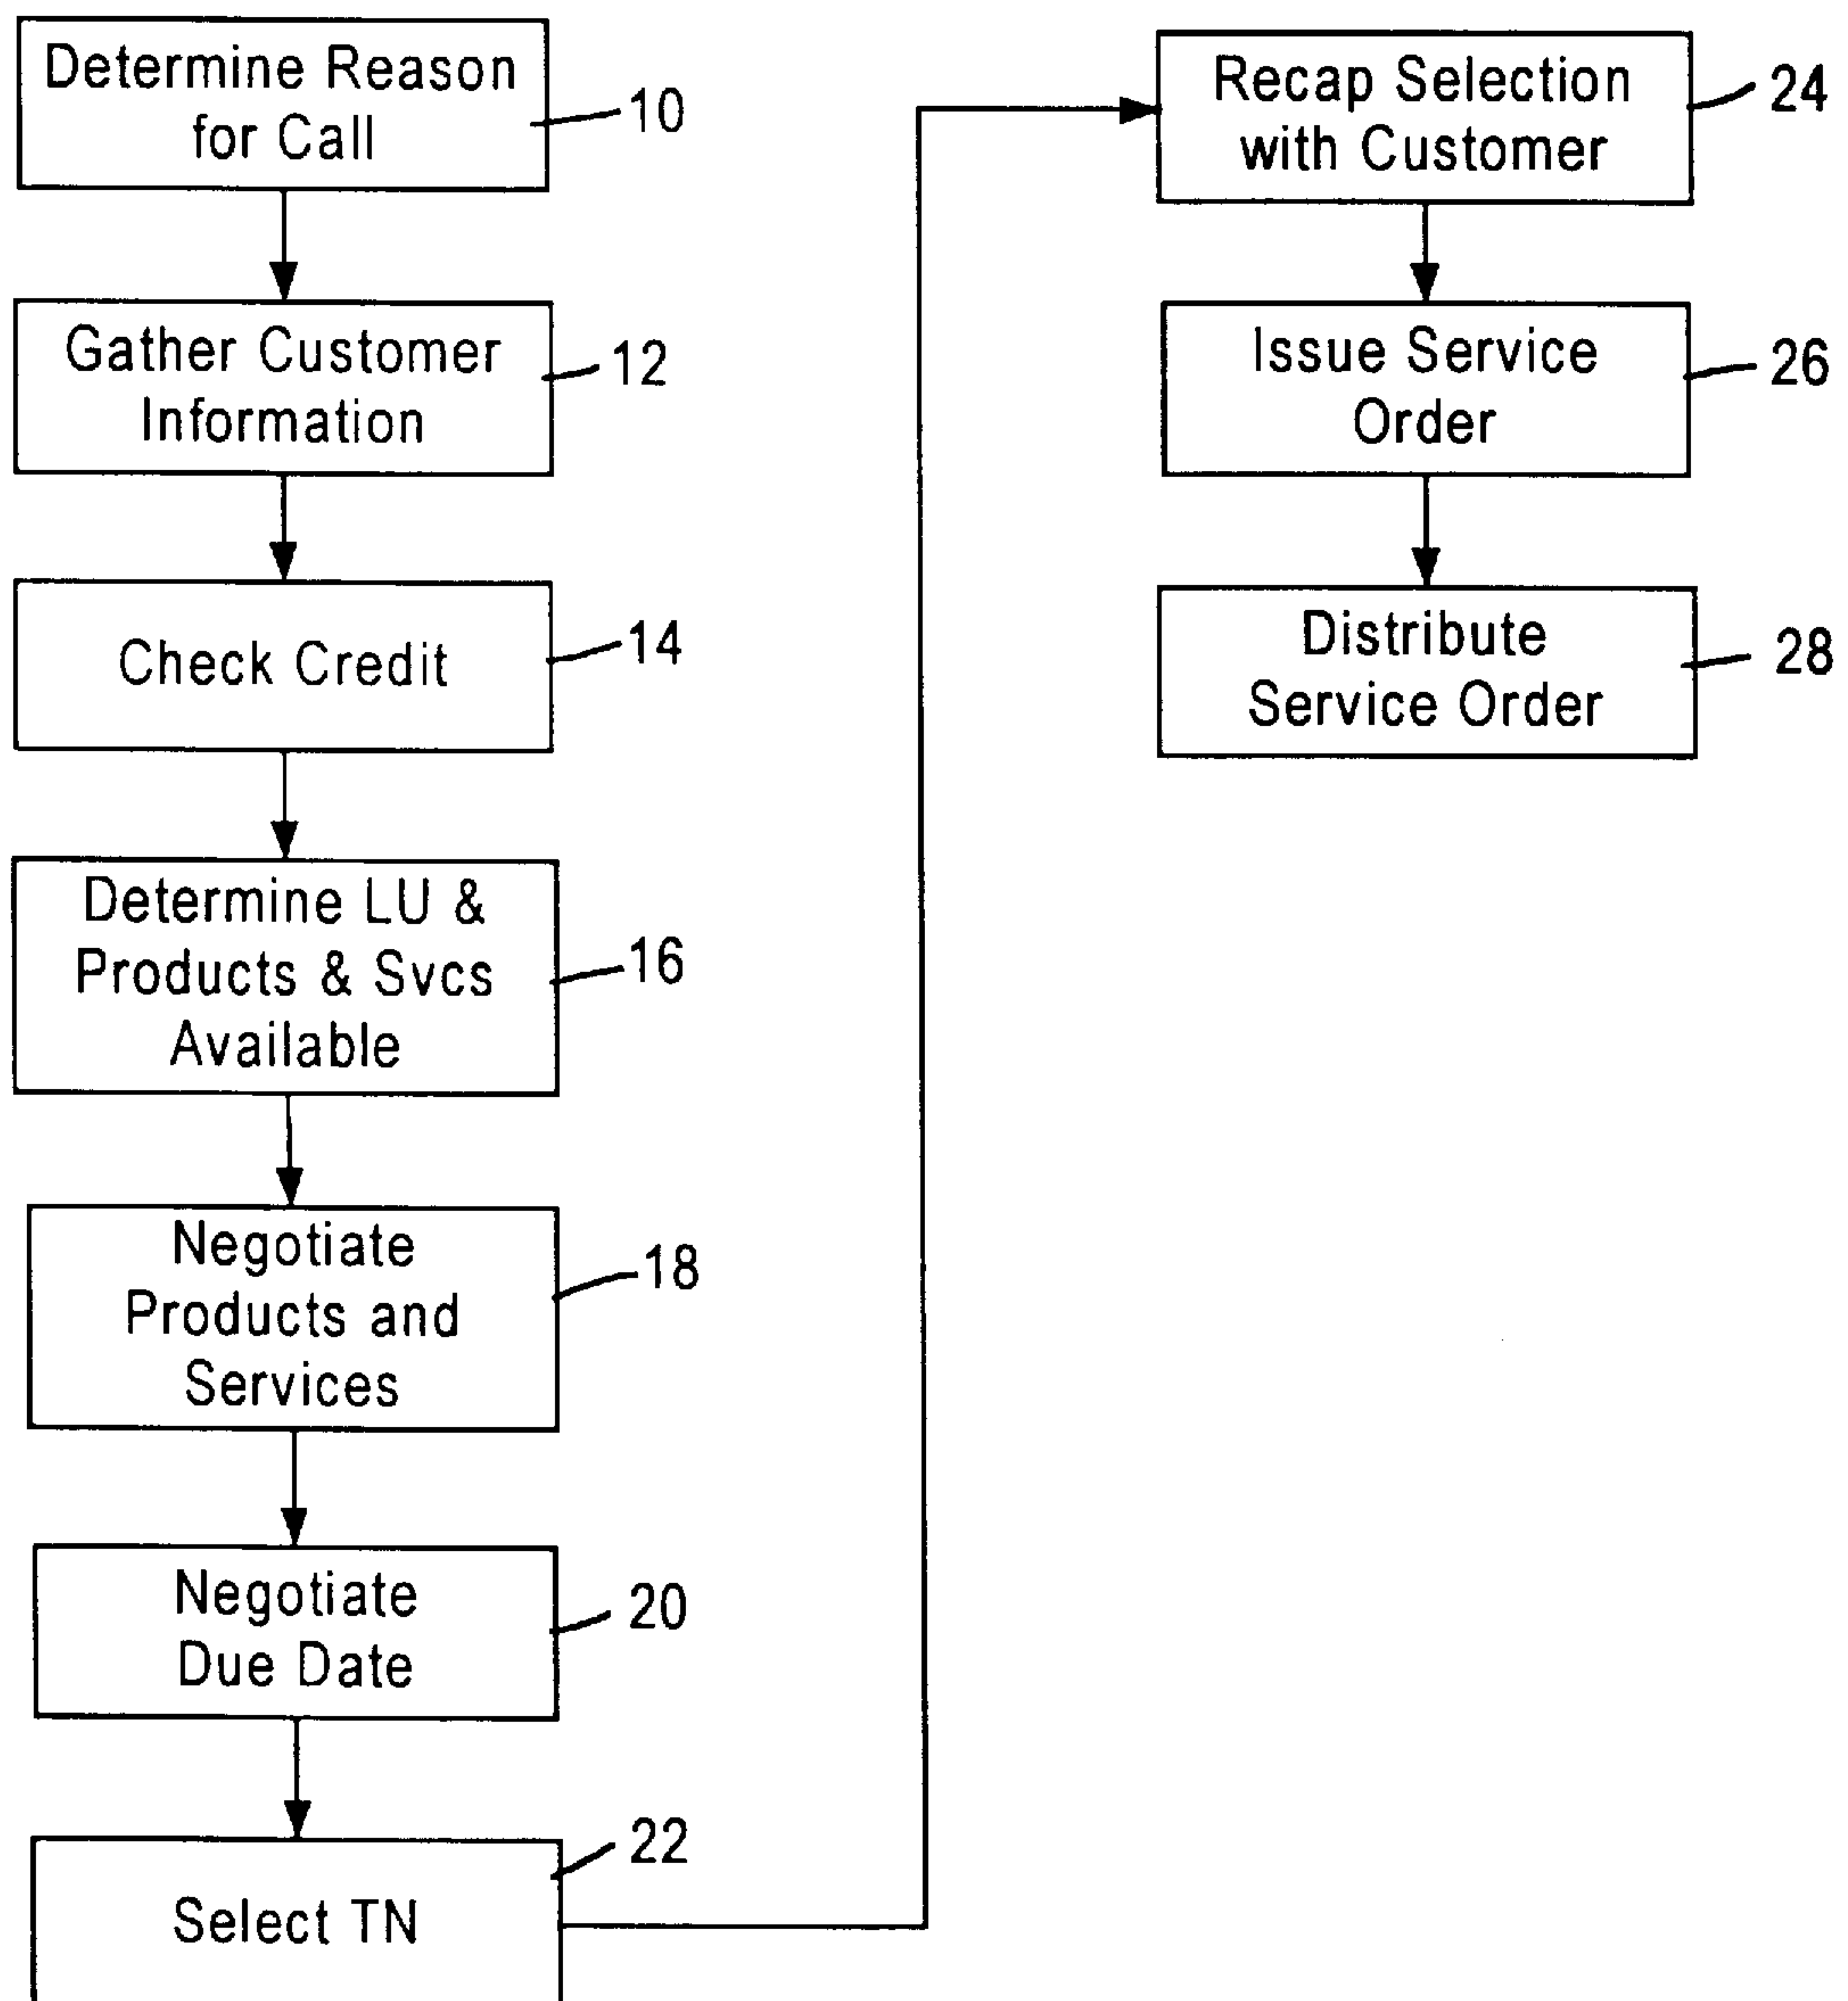 Determine Reason
for Call
10
Gather Customer
Information
12
Check Credit
14
Determine LU &
Products & Svcs
Available
16
Negotiate
Products and
Services
18
Negotiate
Due Date
20
Select TN
22
Recap Selection
with Customer
24
Issue Service
Order
26
Distribute
Service Order
28